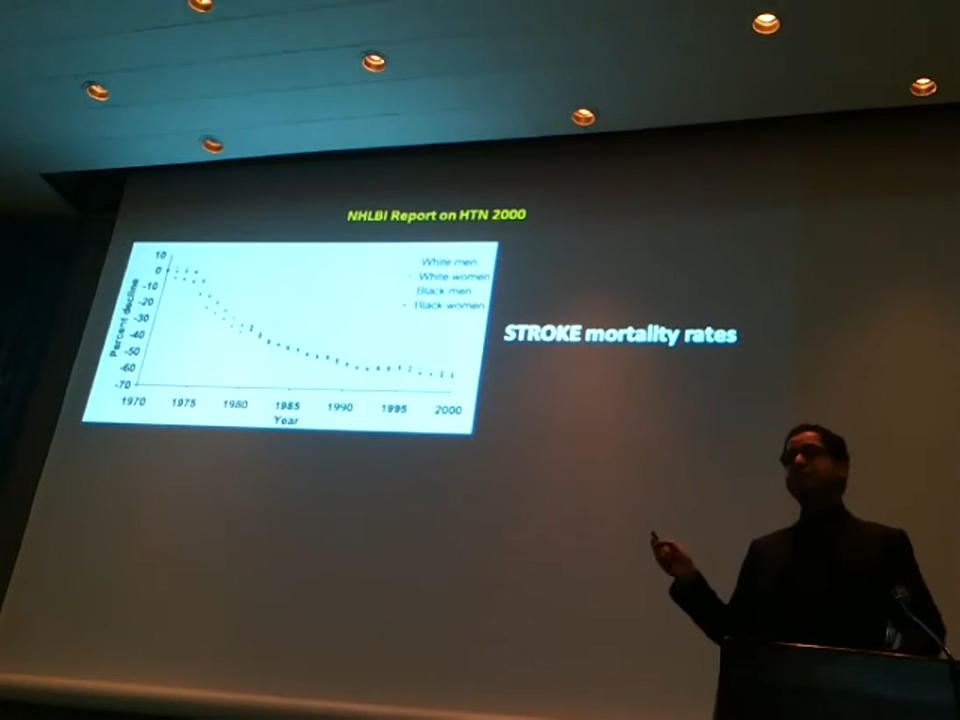 NHLBI Report on HTN 2000
10
0
-10
-20
-30
-40
-50
-60
-70
Percent decline
White men
White women
Black men
Black women
1970 1975 1980 1985 1990 1995 2000
Year
STROKE mortality rates